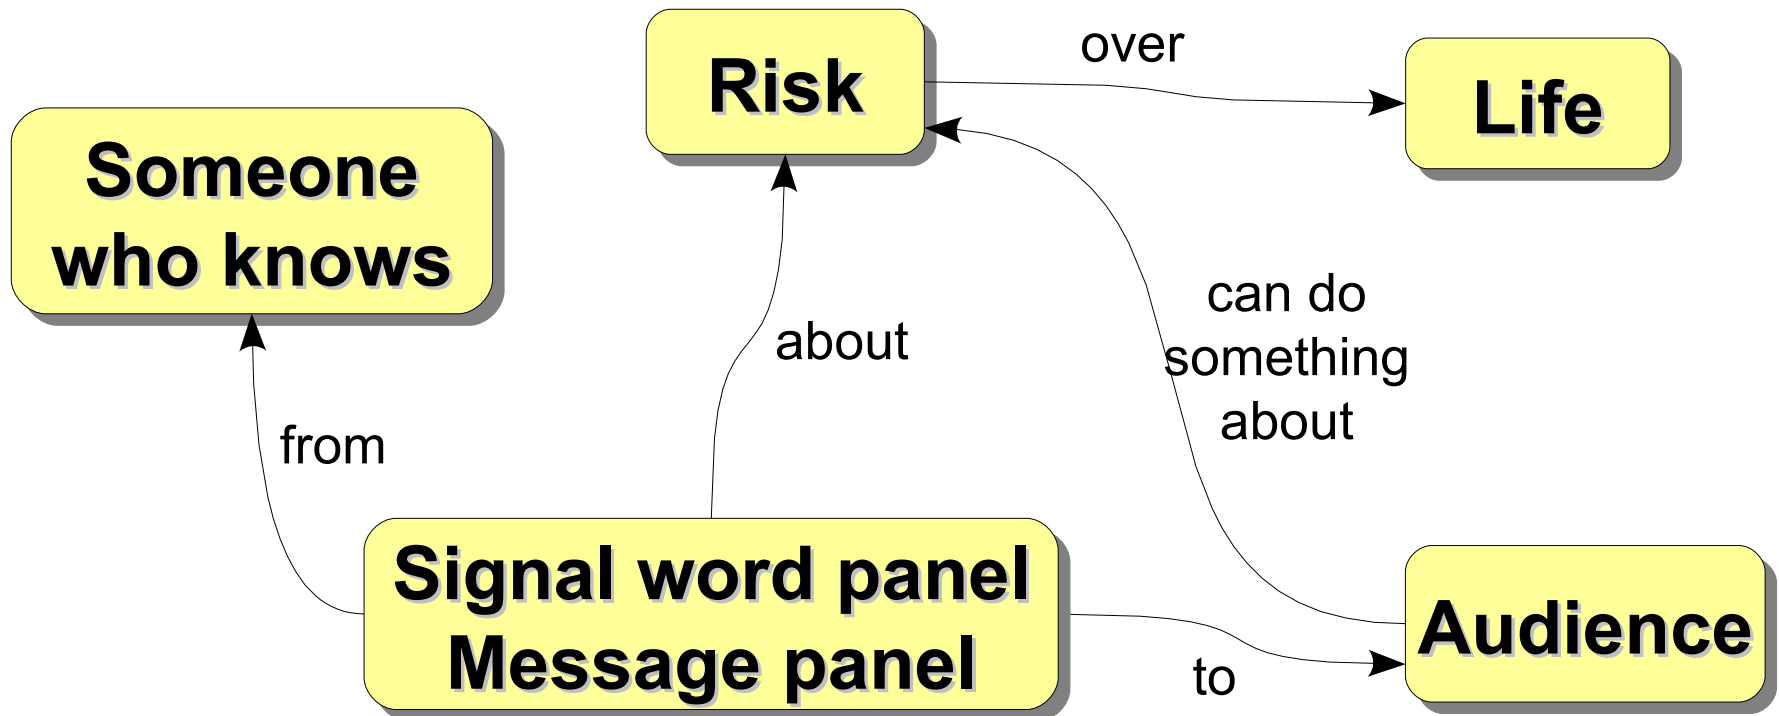 Risk
over
Life
Someone
who knows
can do
something
about
about
from
Signal word panel
Message panel
to
Audience